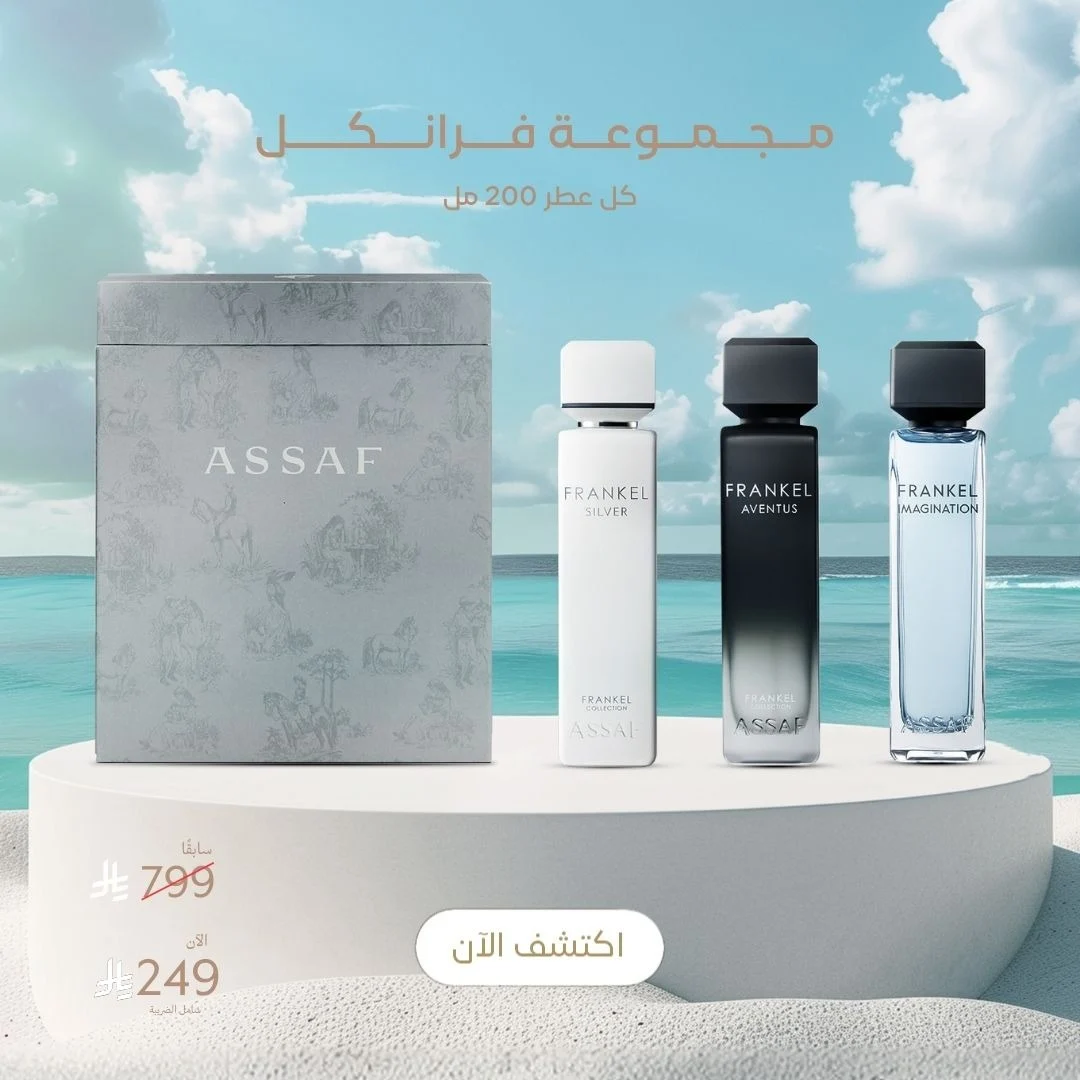 مجموعة فرانكل
كل عطر 200 مل
ASSAF
FRANKEL
SILVER
FRANKEL
COLLECTION
ASSAF
FRANKEL
AVENTUS
FRANKEL
COLLECTION
ASSAF
FRANKEL
IMAGINATION
ASSAF
سابقًا
799
الآن
249
شامل الضريبة
اكتشف الآن